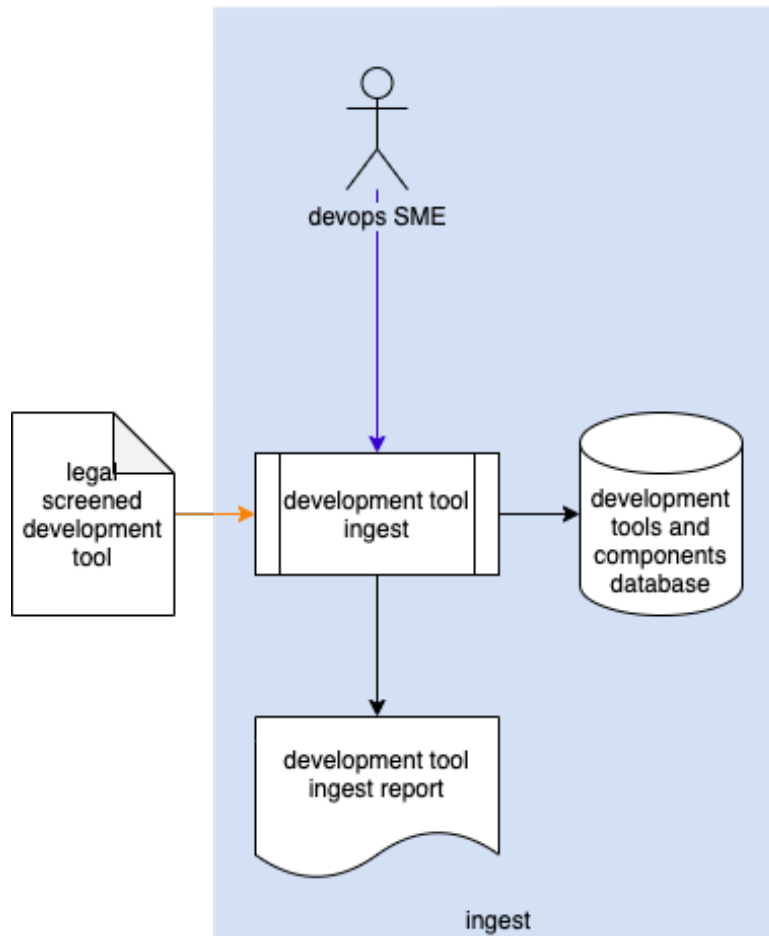 devops SME
legal
screened
development
tool
development tool
ingest
development
tools and
components
database
development tool
ingest report
ingest